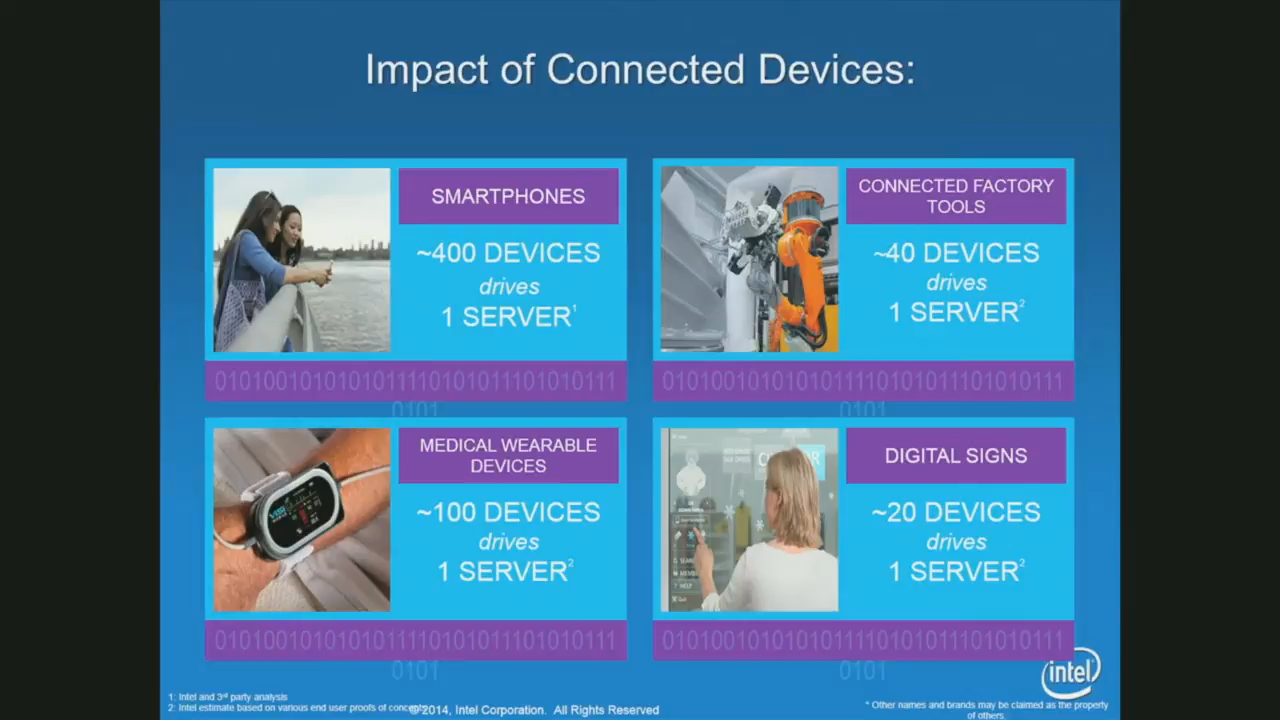 Impact of Connected Devices:
SMARTPHONES
~400 DEVICES
drives
1 SERVER¹
010100101010101111010101110101011​1
0101
CONNECTED FACTORY
TOOLS
~40 DEVICES
drives
1 SERVER²
0101001010101011110101011101010111
0101
MEDICAL WEARABLE
DEVICES
~100 DEVICES
drives
1 SERVER²
0101001010101011110101011101010111
0101
DIGITAL SIGNS
~20 DEVICES
drives
1 SERVER²
0101001010101011110101011101010111
0101
intel
1: Intel and 3rd party analysis
2: Intel estimate based on various end user proofs of concept
© 2014, Intel Corporation. All Rights Reserved
* Other names and brands may be claimed as the property
of others.